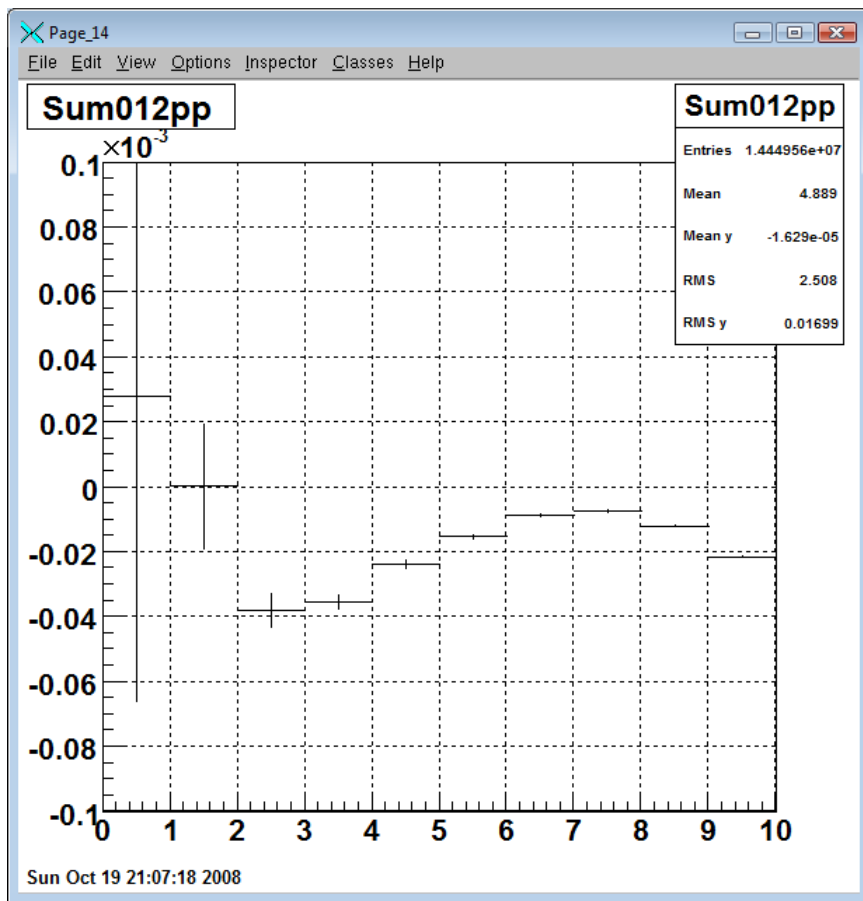 Page_14
File Edit View Options Inspector Classes Help
Sum012pp
×10-3
Sum012pp
Entries 1.444956e+07
Mean 4.889
Mean y -1.629e-05
RMS 2.508
RMS y 0.01699
0.1
0.08
0.06
0.04
0.02
0
-0.02
-0.04
-0.06
-0.08
-0.1
0 1 2 3 4 5 6 7 8 9 10
Sun Oct 19 21:07:18 2008